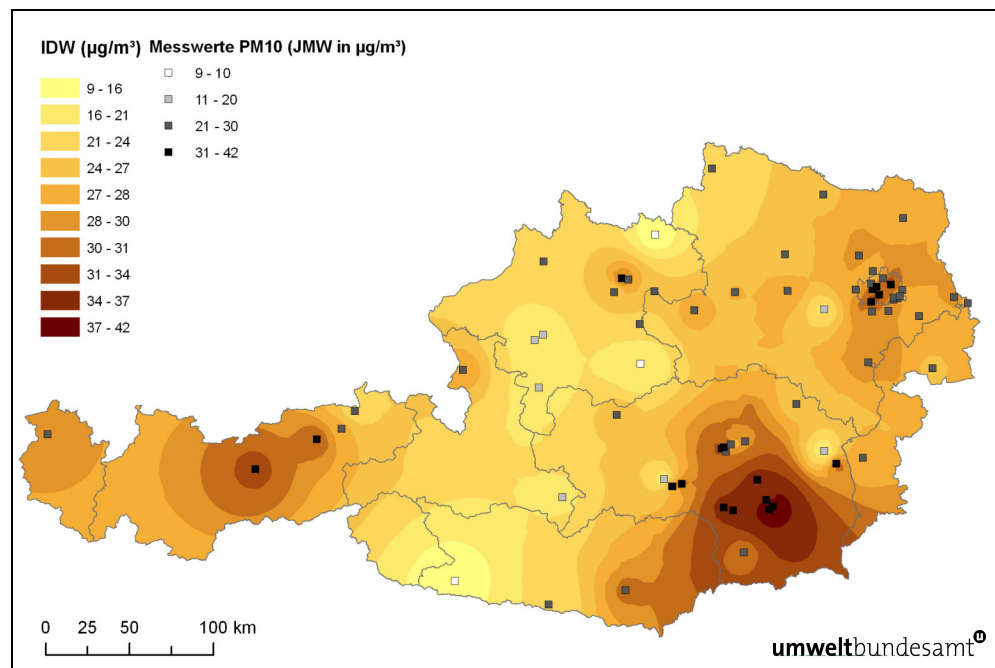 IDW (µg/m³) Messwerte PM10 (JMW in µg/m³)
9 - 16
16 - 21
21 - 24
24 - 27
27 - 28
28 - 30
30 - 31
31 - 34
34 - 37
37 - 42
9 - 10
11 - 20
21 - 30
31 - 42
0 25 50 100 km
umweltbundesamt
u